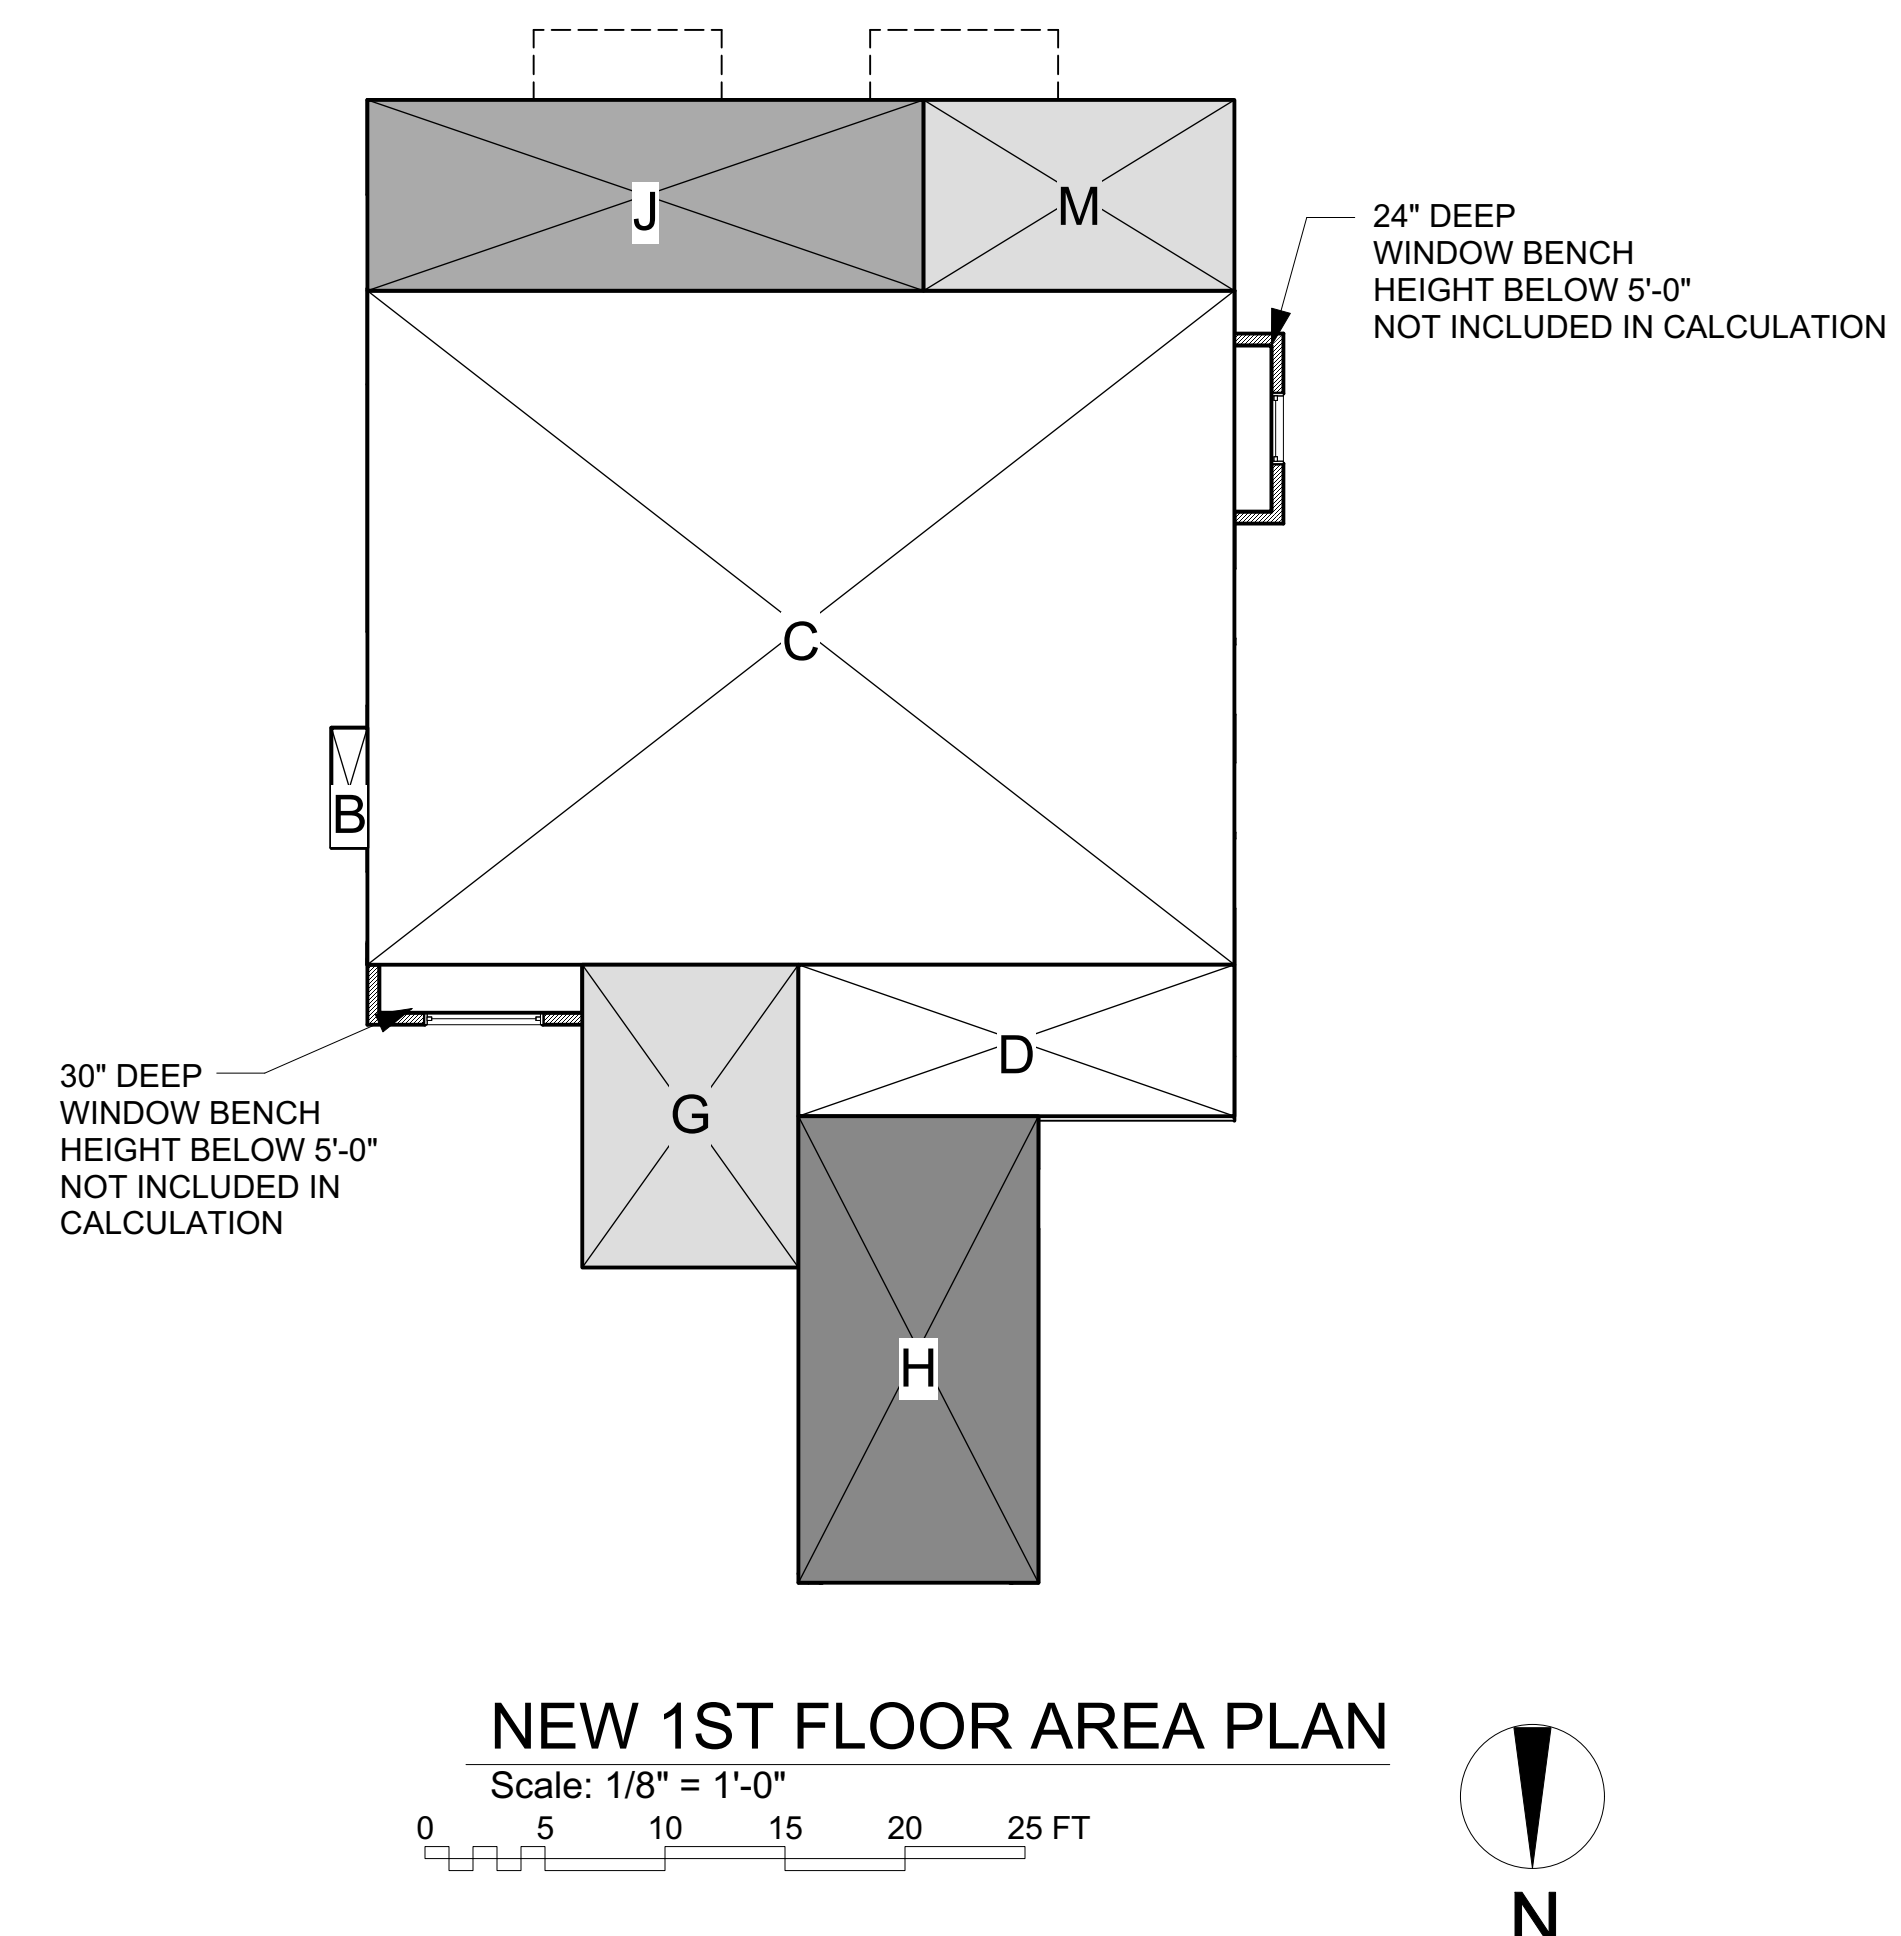 J
M
24" DEEP
WINDOW BENCH
HEIGHT BELOW 5'-0"
NOT INCLUDED IN CALCULATION
C
B
30" DEEP
WINDOW BENCH
HEIGHT BELOW 5'-0"
NOT INCLUDED IN
CALCULATION
G
D
H
NEW 1ST FLOOR AREA PLAN
Scale: 1/8" = 1'-0"
0 5 10 15 20 25 FT
N